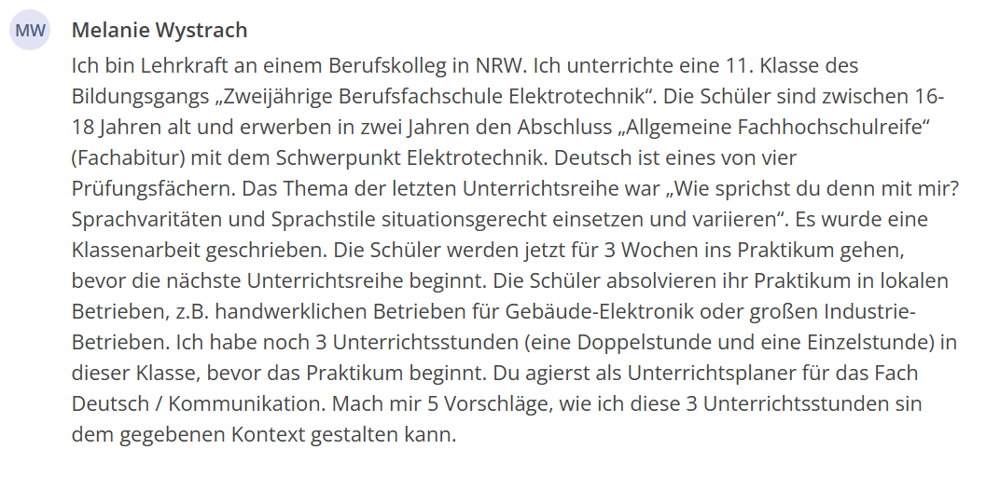 MW
Melanie Wystrach
Ich bin Lehrkraft an einem Berufskolleg in NRW. Ich unterrichte eine 11. Klasse des
Bildungsgangs „Zweijährige Berufsfachschule Elektrotechnik“. Die Schüler sind zwischen 16-
18 Jahren alt und erwerben in zwei Jahren den Abschluss „Allgemeine Fachhochschulreife“
(Fachabitur) mit dem Schwerpunkt Elektrotechnik. Deutsch ist eines von vier
Prüfungsfächern. Das Thema der letzten Unterrichtsreihe war „Wie sprichst du denn mit mir?
Sprachvaritäten und Sprachstile situationsgerecht einsetzen und variieren“. Es wurde eine
Klassenarbeit geschrieben. Die Schüler werden jetzt für 3 Wochen ins Praktikum gehen,
bevor die nächste Unterrichtsreihe beginnt. Die Schüler absolvieren ihr Praktikum in lokalen
Betrieben, z.B. handwerklichen Betrieben für Gebäude-Elektronik oder großen Industrie-
Betrieben. Ich habe noch 3 Unterrichtsstunden (eine Doppelstunde und eine Einzelstunde) in
dieser Klasse, bevor das Praktikum beginnt. Du agierst als Unterrichtsplaner für das Fach
Deutsch / Kommunikation. Mach mir 5 Vorschläge, wie ich diese 3 Unterrichtsstunden sin
dem gegebenen Kontext gestalten kann.